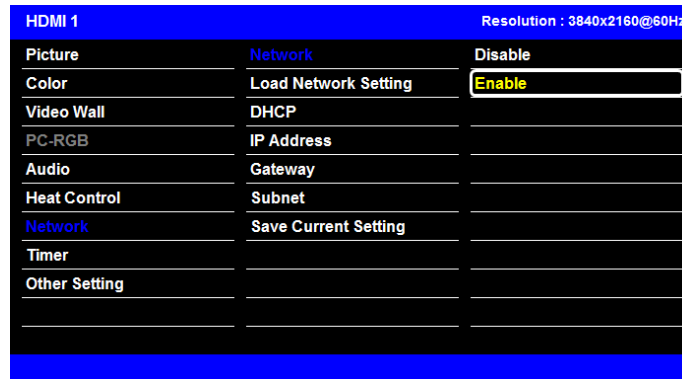 HDMI 1 Resolution : 3840x2160@60Hz
Picture Network Disable
Color Load Network Setting Enable
Video Wall DHCP
PC-RGB IP Address
Audio Gateway
Heat Control Subnet
Network Save Current Setting
Timer
Other Setting